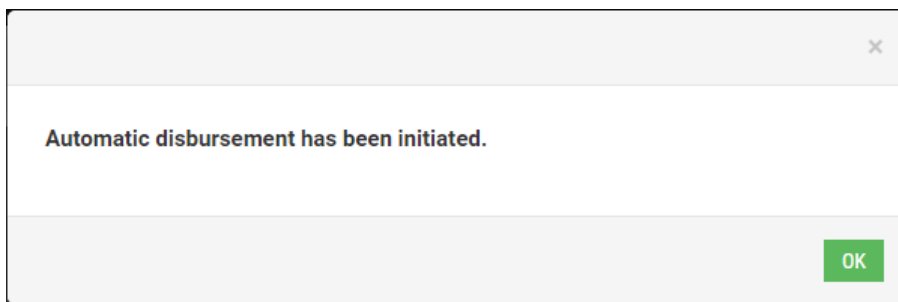 ×
Automatic disbursement has been initiated.
OK